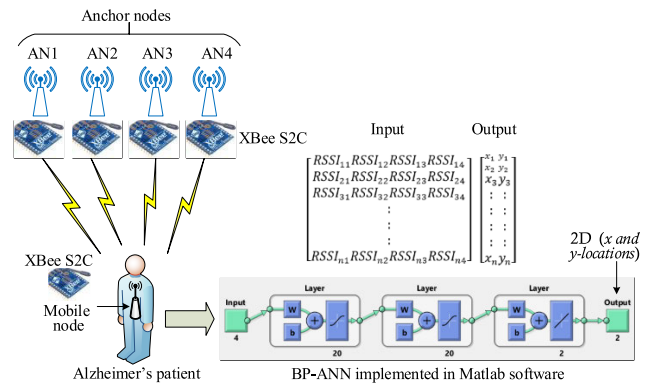 Anchor nodes
AN1 AN2 AN3 AN4
XBee S2C
Input Output
RSSI₁₁ RSSI₁₂ RSSI₁₃ RSSI₁₄ x₁ y₁
RSSI₂₁ RSSI₂₂ RSSI₂₃ RSSI₂₄ x₂ y₂
RSSI₃₁ RSSI₃₂ RSSI₃₃ RSSI₃₄ x₃ y₃
⋮ ⋮ ⋮
RSSIₙ₁ RSSIₙ₂ RSSIₙ₃ RSSIₙ₄ xₙ yₙ
2D (x and
y-locations)
XBee S2C
Mobile
node
Alzheimer's patient
Input Layer Layer Layer Output
W W W
+ + +
b b b
4 20 20 2 2
BP-ANN implemented in Matlab software